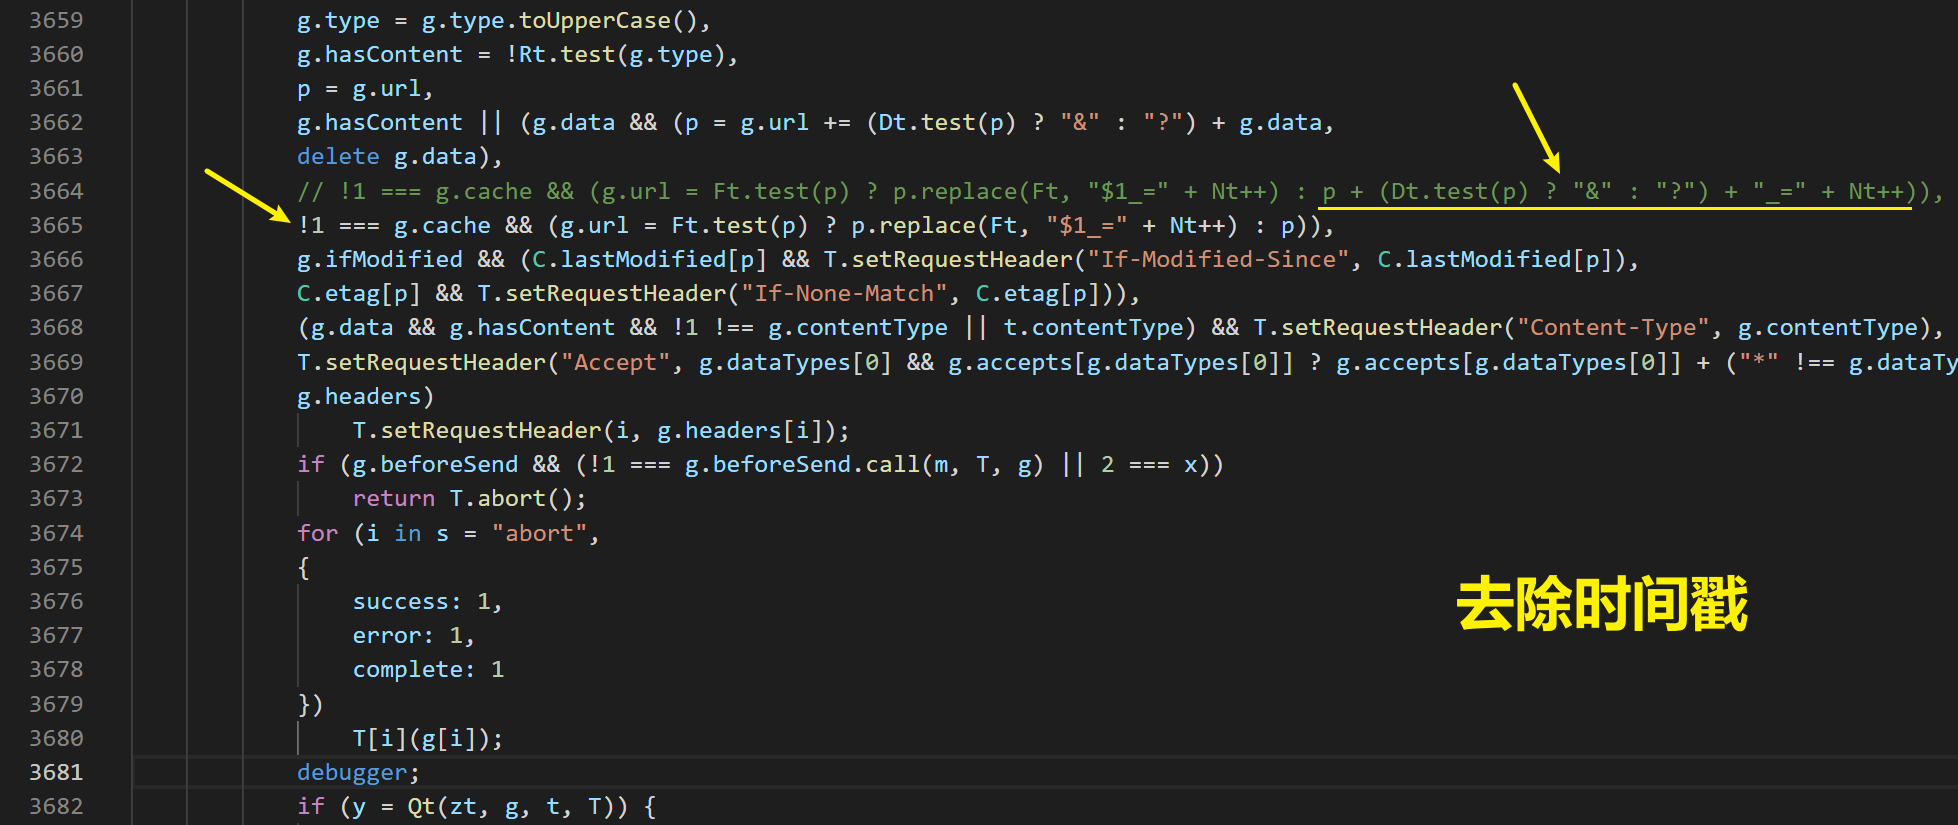 3659 g.type = g.type.toUpperCase(),
3660 g.hasContent = !Rt.test(g.type),
3661 p = g.url,
3662 g.hasContent || (g.data && (p = g.url += (Dt.test(p) ? "&" : "?") + g.data,
3663 delete g.data),
3664 // !1 === g.cache && (g.url = Ft.test(p) ? p.replace(Ft, "$1_=" + Nt++) : p + (Dt.test(p) ? "&" : "?") + "_=" + Nt++)),
3665 !1 === g.cache && (g.url = Ft.test(p) ? p.replace(Ft, "$1_=" + Nt++) : p)),
3666 g.ifModified && (C.lastModified[p] && T.setRequestHeader("If-Modified-Since", C.lastModified[p]),
3667 C.etag[p] && T.setRequestHeader("If-None-Match", C.etag[p])),
3668 (g.data && g.hasContent && !1 !== g.contentType || t.contentType) && T.setRequestHeader("Content-Type", g.contentType),
3669 T.setRequestHeader("Accept", g.dataTypes[0] && g.accepts[g.dataTypes[0]] ? g.accepts[g.dataTypes[0]] + ("*" !== g.dataTy
3670 g.headers)
3671 T.setRequestHeader(i, g.headers[i]);
3672 if (g.beforeSend && (!1 === g.beforeSend.call(m, T, g) || 2 === x))
3673 return T.abort();
3674 for (i in s = "abort",
3675 {
3676 success: 1,
去除时间戳
3677 error: 1,
3678 complete: 1
3679 })
3680 T[i](g[i]);
3681 debugger;
3682 if (y = Qt(zt, g, t, T)) {